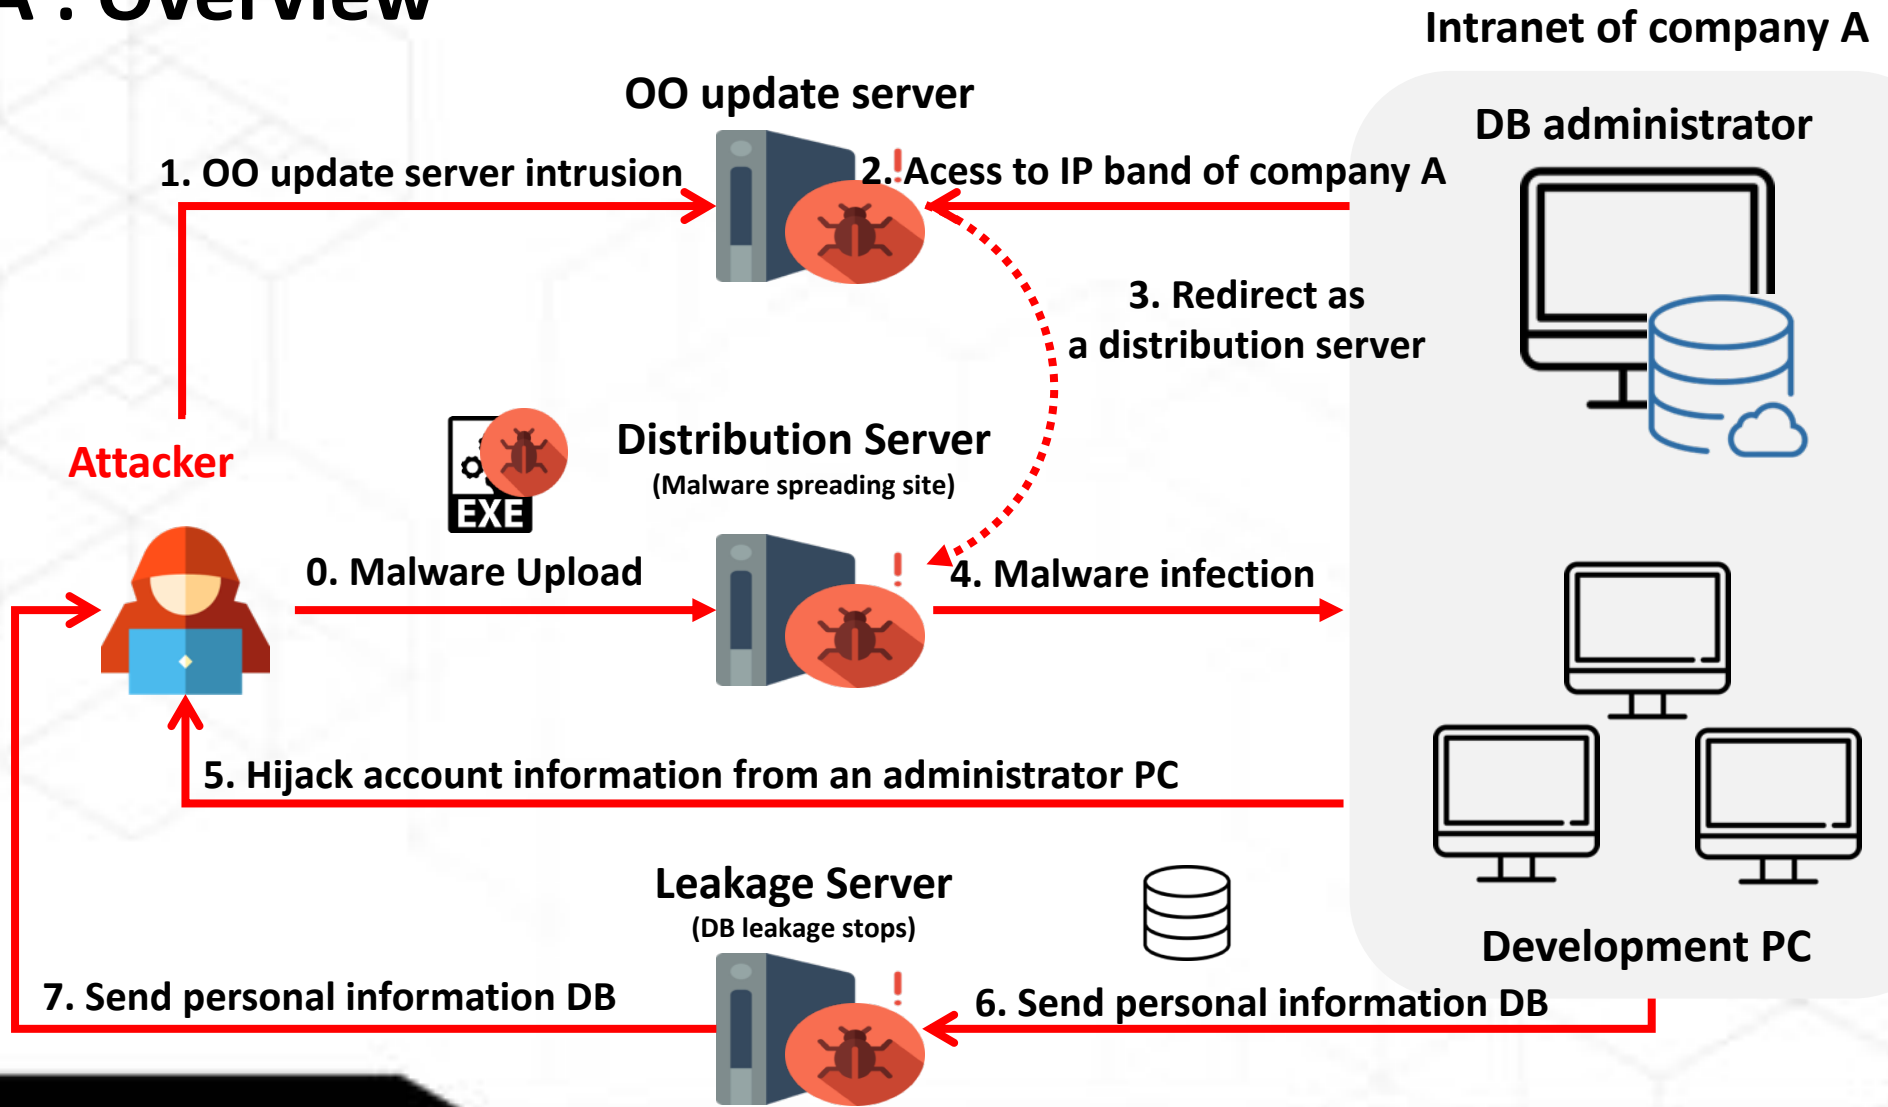 A : Overview
Intranet of company A
OO update server
DB administrator
1. OO update server intrusion
2. Acess to IP band of company A
3. Redirect as
a distribution server
Attacker
EXE
Distribution Server
(Malware spreading site)
0. Malware Upload
4. Malware infection
5. Hijack account information from an administrator PC
Leakage Server
(DB leakage stops)
Development PC
7. Send personal information DB
6. Send personal information DB